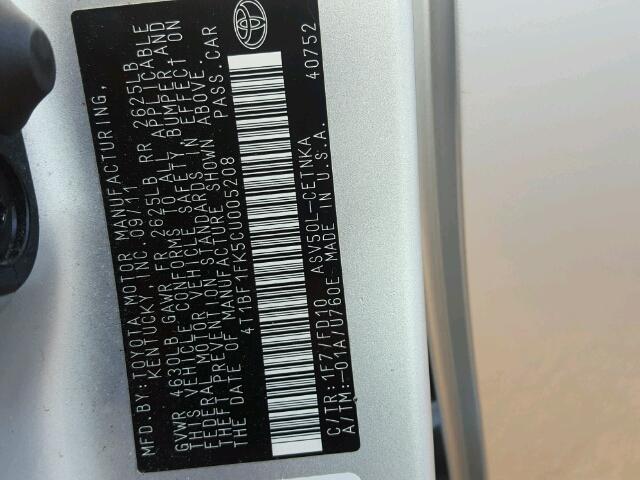 MFD.BY:TOYOTA MOTOR MANUFACTURING,
KENTUCKY, INC. 09/11
GVWR 4630LB GAWR FR 2625LB RR 2625LB
THIS VEHICLE CONFORMS TO ALL APPLICABLE
FEDERAL MOTOR VEHICLE SAFETY, BUMPER, AND
THEFT PREVENTION STANDARDS IN EFFECT ON
THE DATE OF MANUFACTURE SHOWN ABOVE.
4T1BF1FK5CU005208 PASS.CAR
C/TR:1F7/FD10 ASV50L-CETNKA 40752
A/TM:-01A/U760E MADE IN U.S.A.